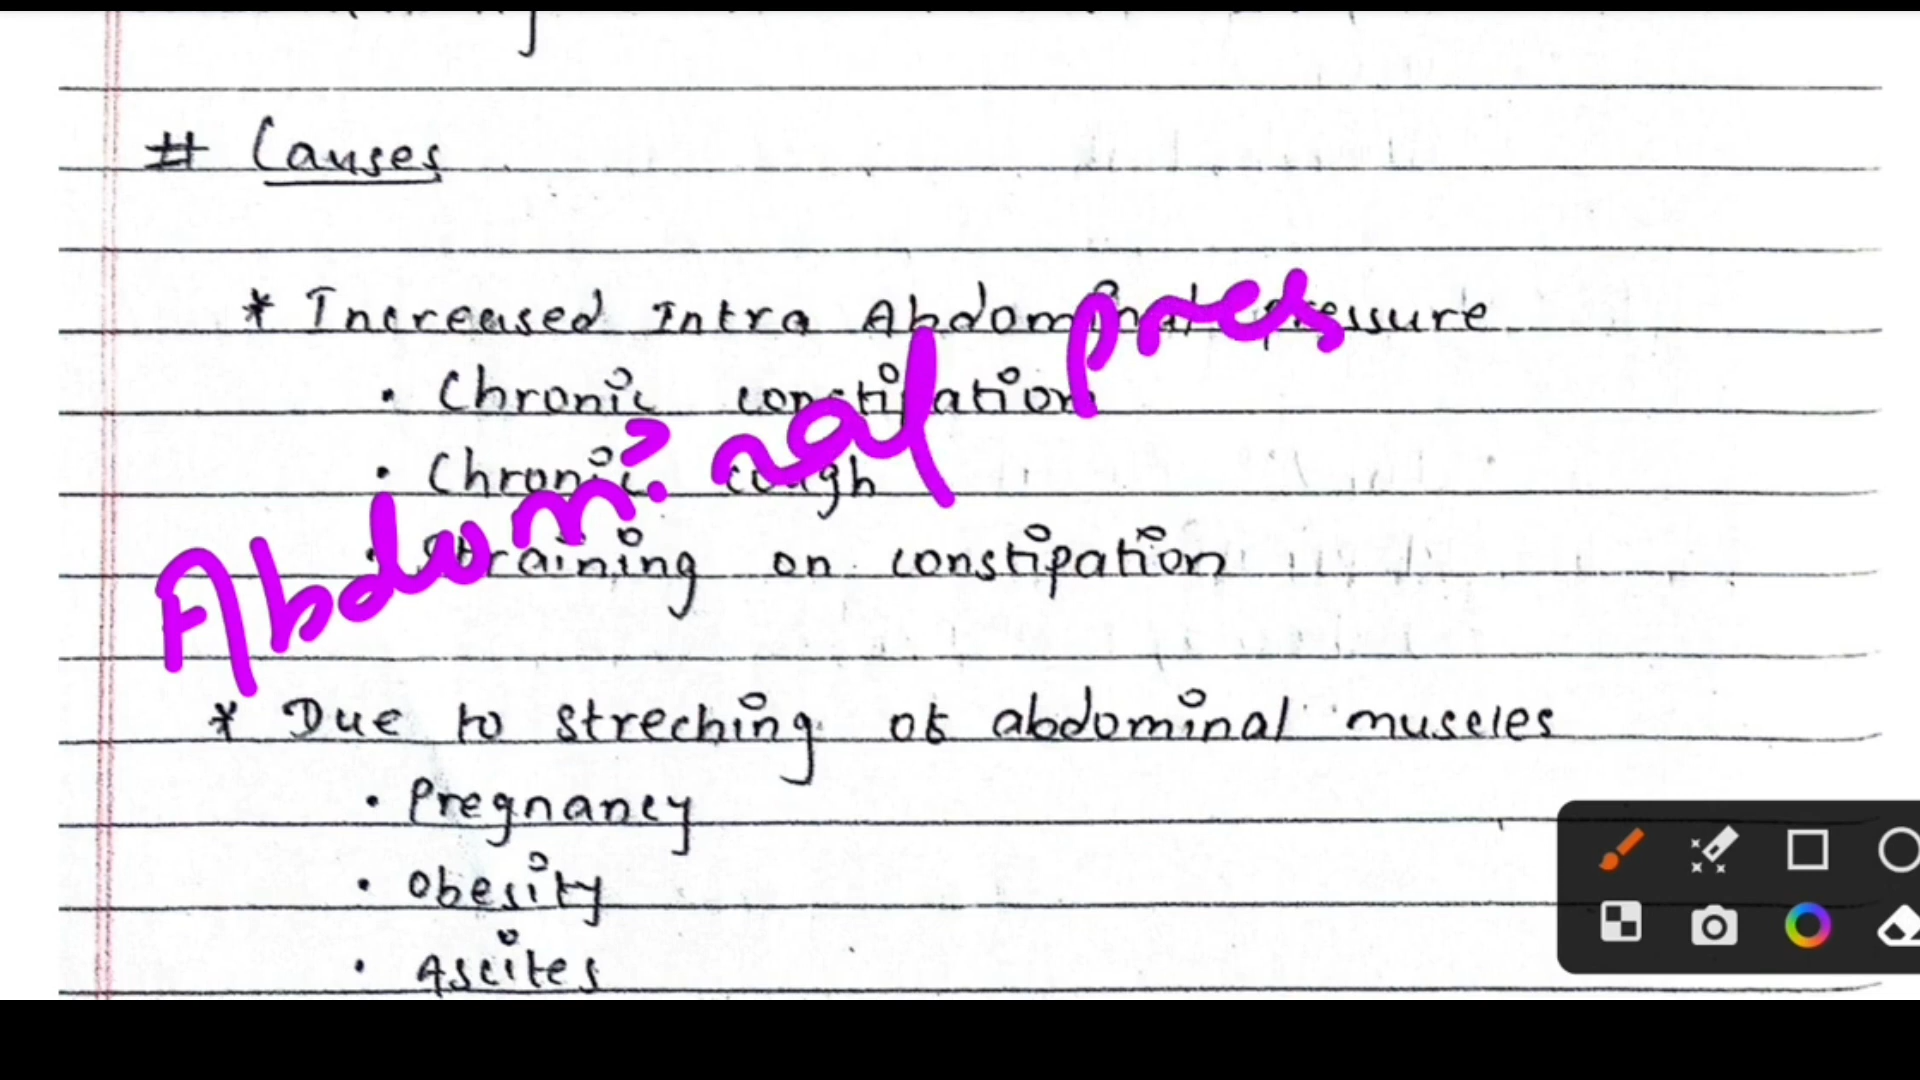 # Causes
* Increased Intra Abdominal pressure
• Chronic constipation
• Chronic cough
• Straining on constipation
Abdominal pres
* Due to streching of abdominal muscles
• Pregnancy
• Obesity
• Ascites